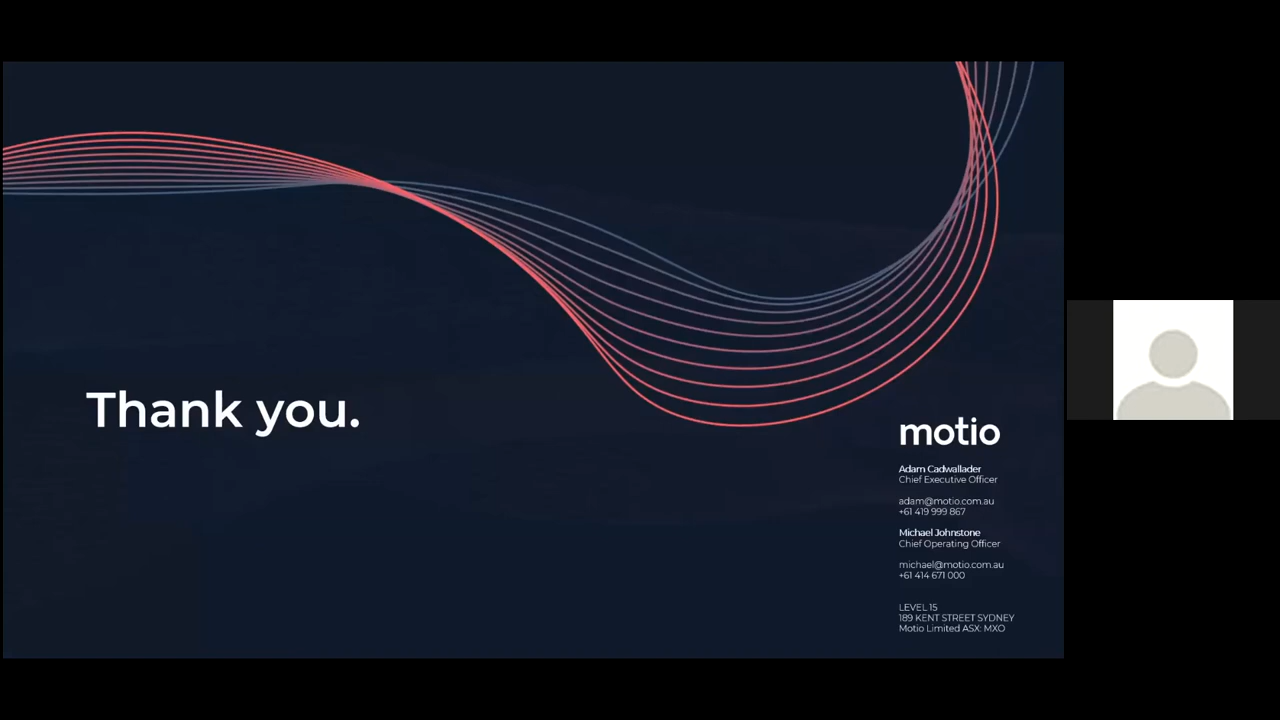 Thank you.
motio
Adam Cadwallader
Chief Executive Officer
adam@motio.com.au
+61 419 999 867
Michael Johnstone
Chief Operating Officer
michael@motio.com.au
+61 414 671 000
LEVEL 15
189 KENT STREET SYDNEY
Motio Limited ASX: MXO